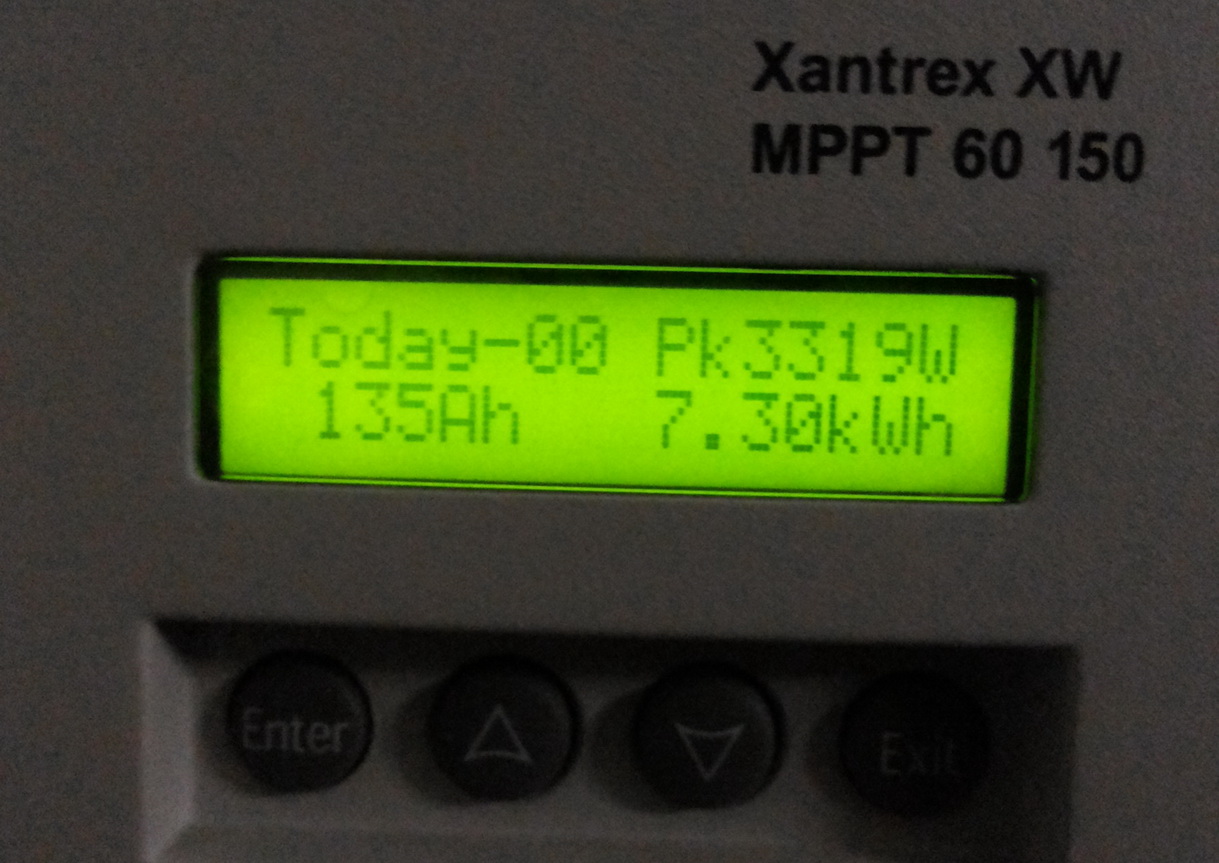 Xantrex XW
MPPT 60 150
Today-00 Pk3319W
135Ah 7.30kWh
Enter
Exit